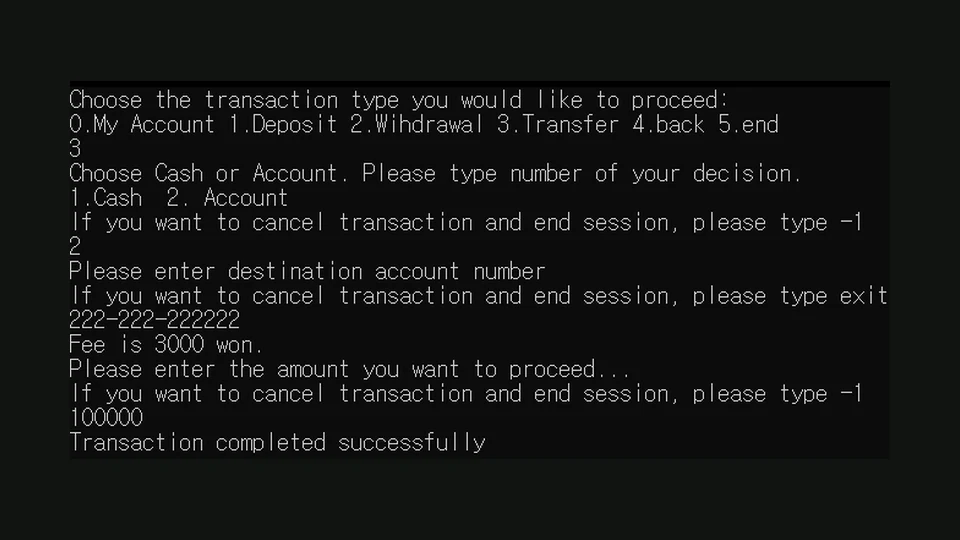 Choose the transaction type you would like to proceed:
0.My Account 1.Deposit 2.Wihdrawal 3.Transfer 4.back 5.end
3
Choose Cash or Account. Please type number of your decision.
1.Cash  2. Account
If you want to cancel transaction and end session, please type -1
2
Please enter destination account number
If you want to cancel transaction and end session, please type exit
222-222-222222
Fee is 3000 won.
Please enter the amount you want to proceed...
If you want to cancel transaction and end session, please type -1
100000
Transaction completed successfully